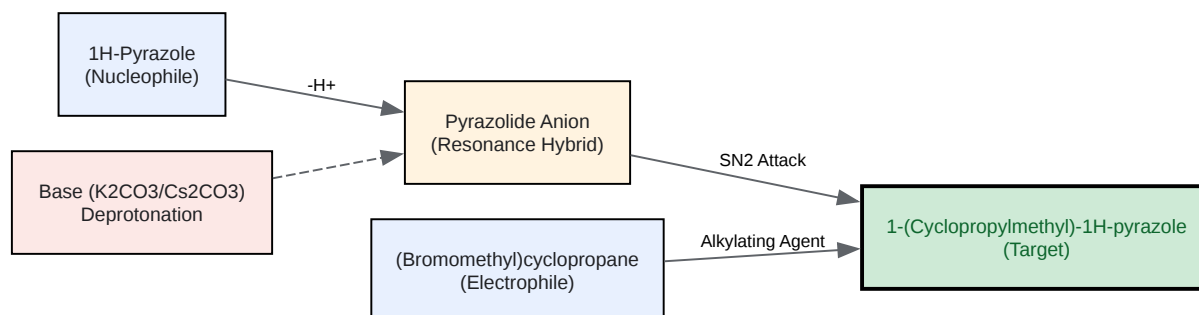 1H-Pyrazole
(Nucleophile)
-H+
Base (K2CO3/Cs2CO3)
Deprotonation
Pyrazolide Anion
(Resonance Hybrid)
SN2 Attack
(Bromomethyl)cyclopropane
(Electrophile)
Alkylating Agent
1-(Cyclopropylmethyl)-1H-pyrazole
(Target)